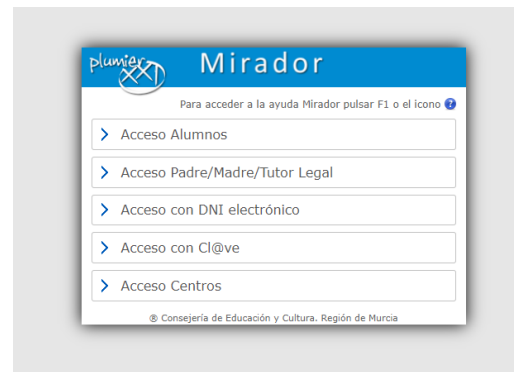 plumier
XXI
Mirador
Para acceder a la ayuda Mirador pulsar F1 o el icono ?
Acceso Alumnos
Acceso Padre/Madre/Tutor Legal
Acceso con DNI electrónico
Acceso con Cl@ve
Acceso Centros
® Consejería de Educación y Cultura. Región de Murcia